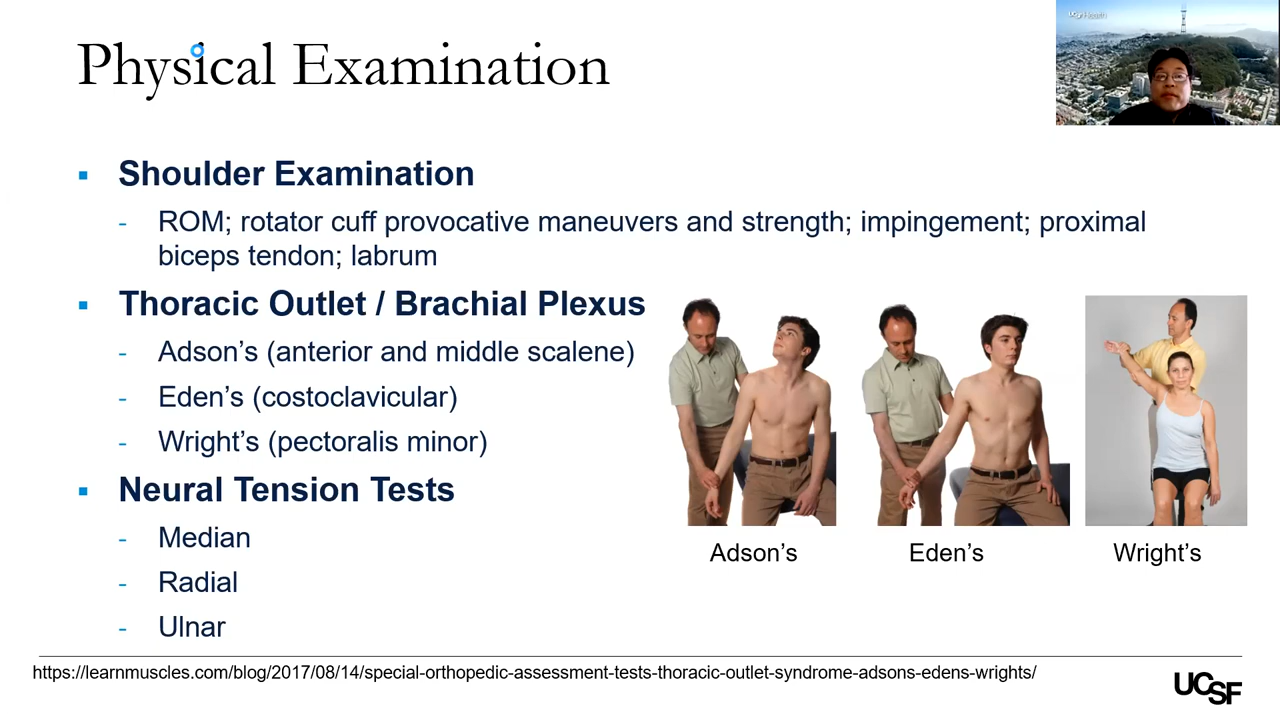 Physical Examination
UCSF Health
▪ Shoulder Examination
- ROM; rotator cuff provocative maneuvers and strength; impingement; proximal
biceps tendon; labrum
▪ Thoracic Outlet / Brachial Plexus
- Adson’s (anterior and middle scalene)
- Eden’s (costoclavicular)
- Wright’s (pectoralis minor)
▪ Neural Tension Tests
- Median
- Radial
- Ulnar
Adson’s
Eden’s
Wright’s
https://learnmuscles.com/blog/2017/08/14/special-orthopedic-assessment-tests-thoracic-outlet-syndrome-adsons-edens-wrights/
UCSF